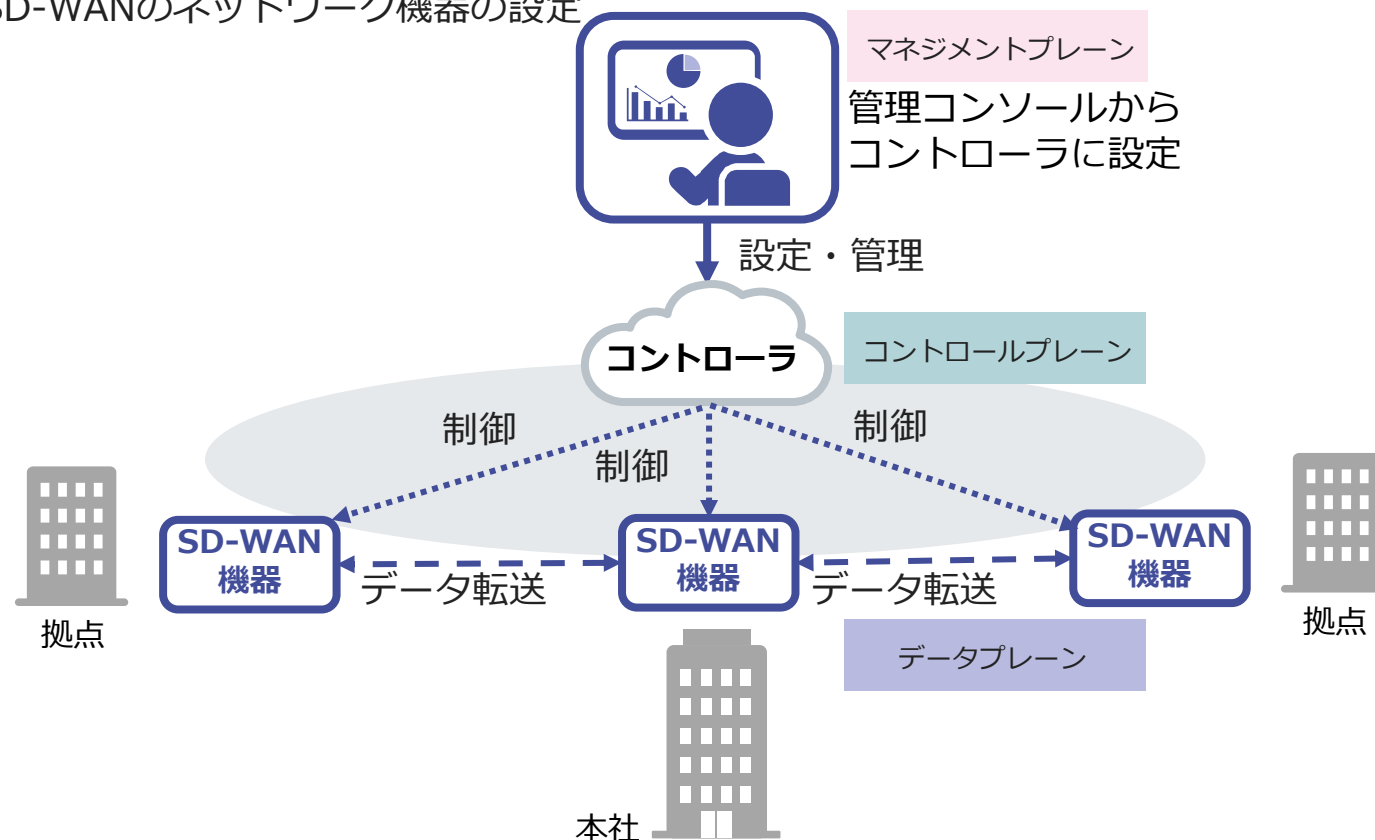 SD-WANのネットワーク機器の設定
マネジメントプレーン
管理コンソールから
コントローラに設定
設定・管理
コントローラ
コントロールプレーン
制御
制御
制御
SD-WAN
機器
SD-WAN
機器
SD-WAN
機器
データ転送
データ転送
拠点
拠点
データプレーン
本社